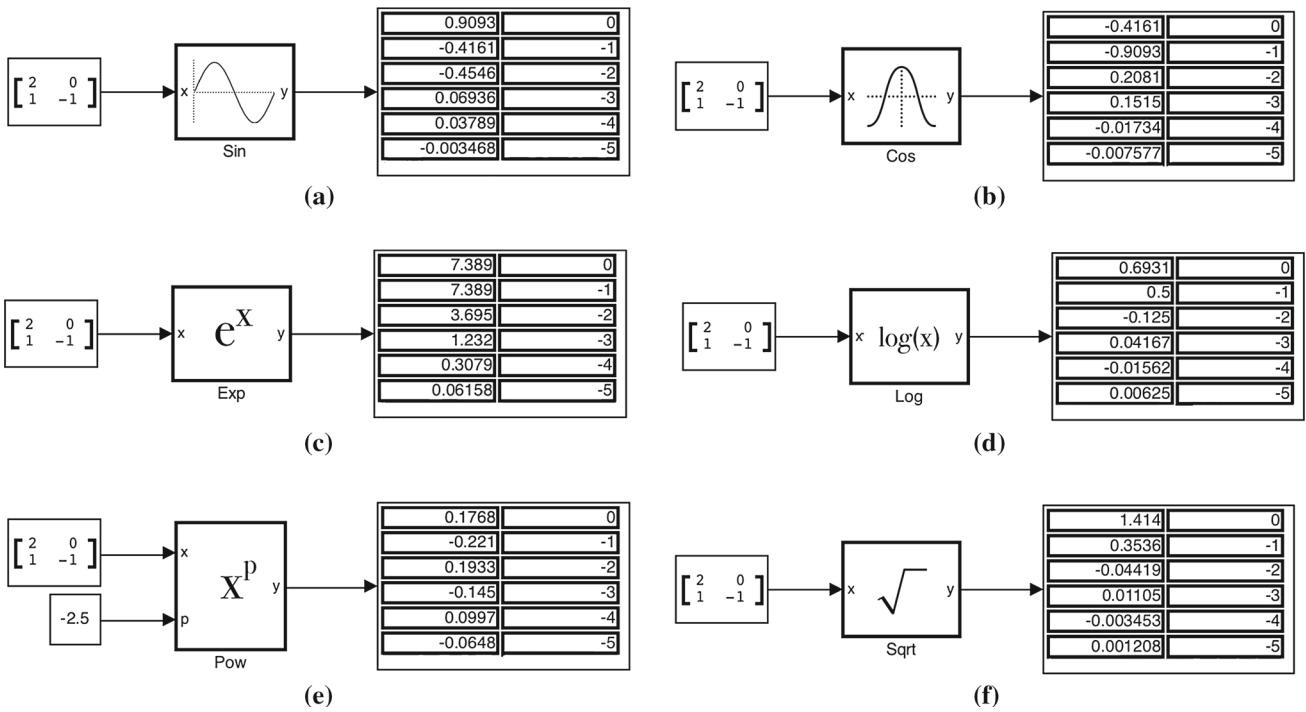 [ 2 0
1 -1 ]
x y
Sin
0.9093 0
-0.4161 -1
-0.4546 -2
0.06936 -3
0.03789 -4
-0.003468 -5
(a)
[ 2 0
1 -1 ]
x y
Cos
-0.4161 0
-0.9093 -1
0.2081 -2
0.1515 -3
-0.01734 -4
-0.007577 -5
(b)
[ 2 0
1 -1 ]
x e^x y
Exp
7.389 0
7.389 -1
3.695 -2
1.232 -3
0.3079 -4
0.06158 -5
(c)
[ 2 0
1 -1 ]
x log(x) y
Log
0.6931 0
0.5 -1
-0.125 -2
0.04167 -3
-0.01562 -4
0.00625 -5
(d)
[ 2 0
1 -1 ]
-2.5
x
x^p y
p
Pow
0.1768 0
-0.221 -1
0.1933 -2
-0.145 -3
0.0997 -4
-0.0648 -5
(e)
[ 2 0
1 -1 ]
x √ y
Sqrt
1.414 0
0.3536 -1
-0.04419 -2
0.01105 -3
-0.003453 -4
0.001208 -5
(f)